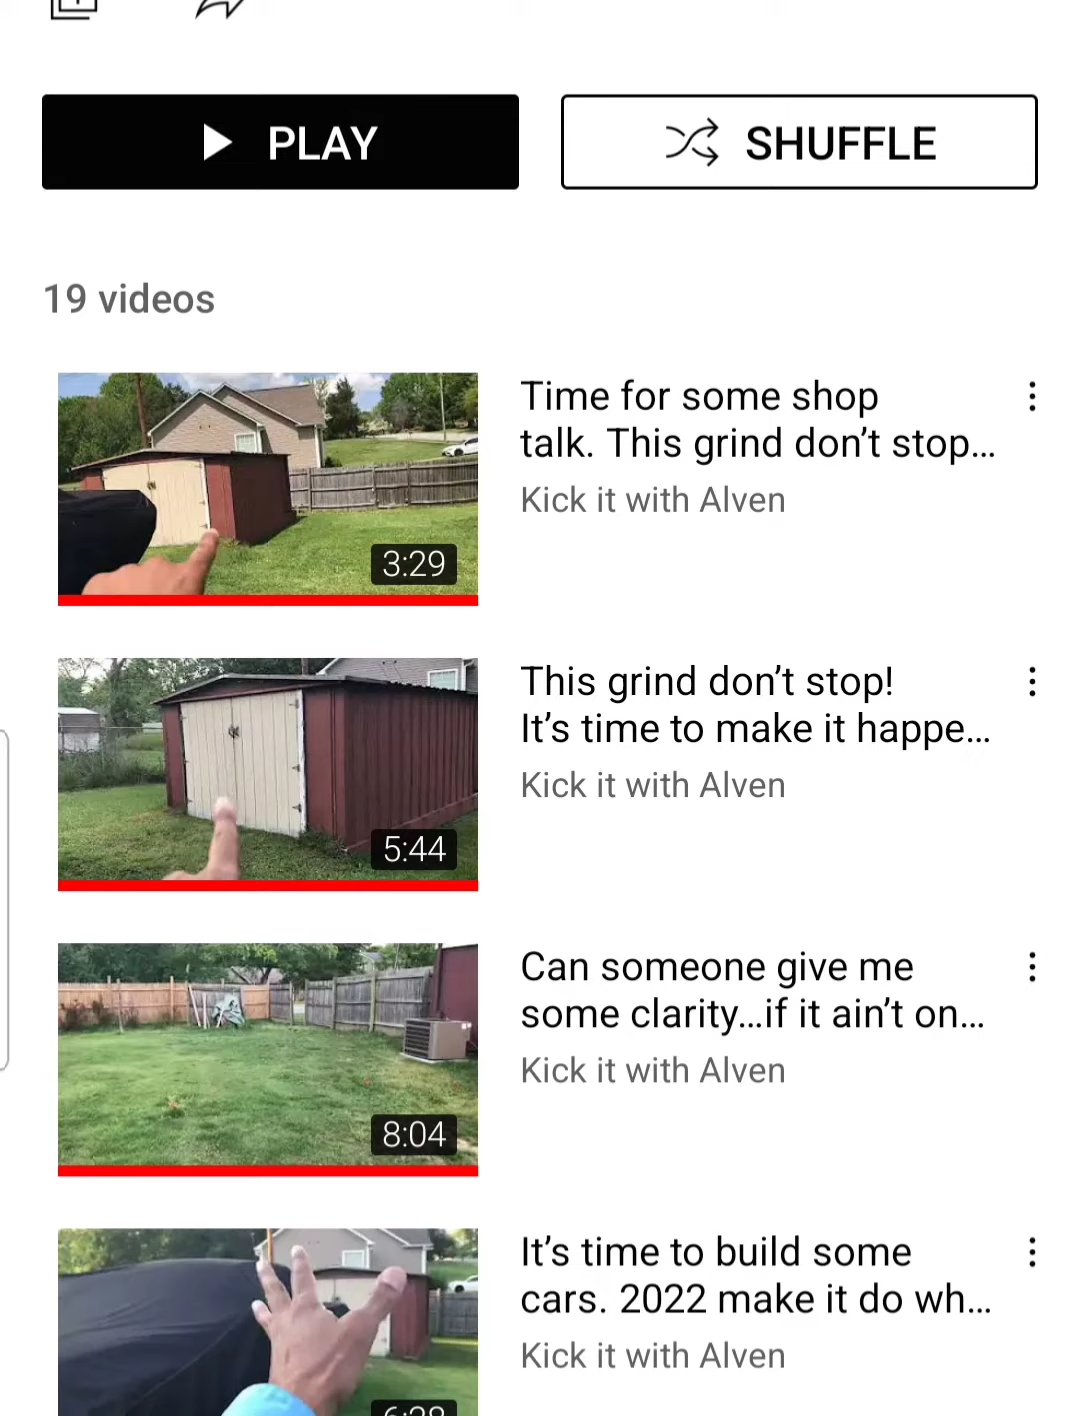 PLAY
SHUFFLE
19 videos
Time for some shop
talk. This grind don’t stop...
Kick it with Alven
3:29
This grind don’t stop!
It’s time to make it happe...
Kick it with Alven
5:44
Can someone give me
some clarity...if it ain’t on...
Kick it with Alven
8:04
It’s time to build some
cars. 2022 make it do wh...
Kick it with Alven